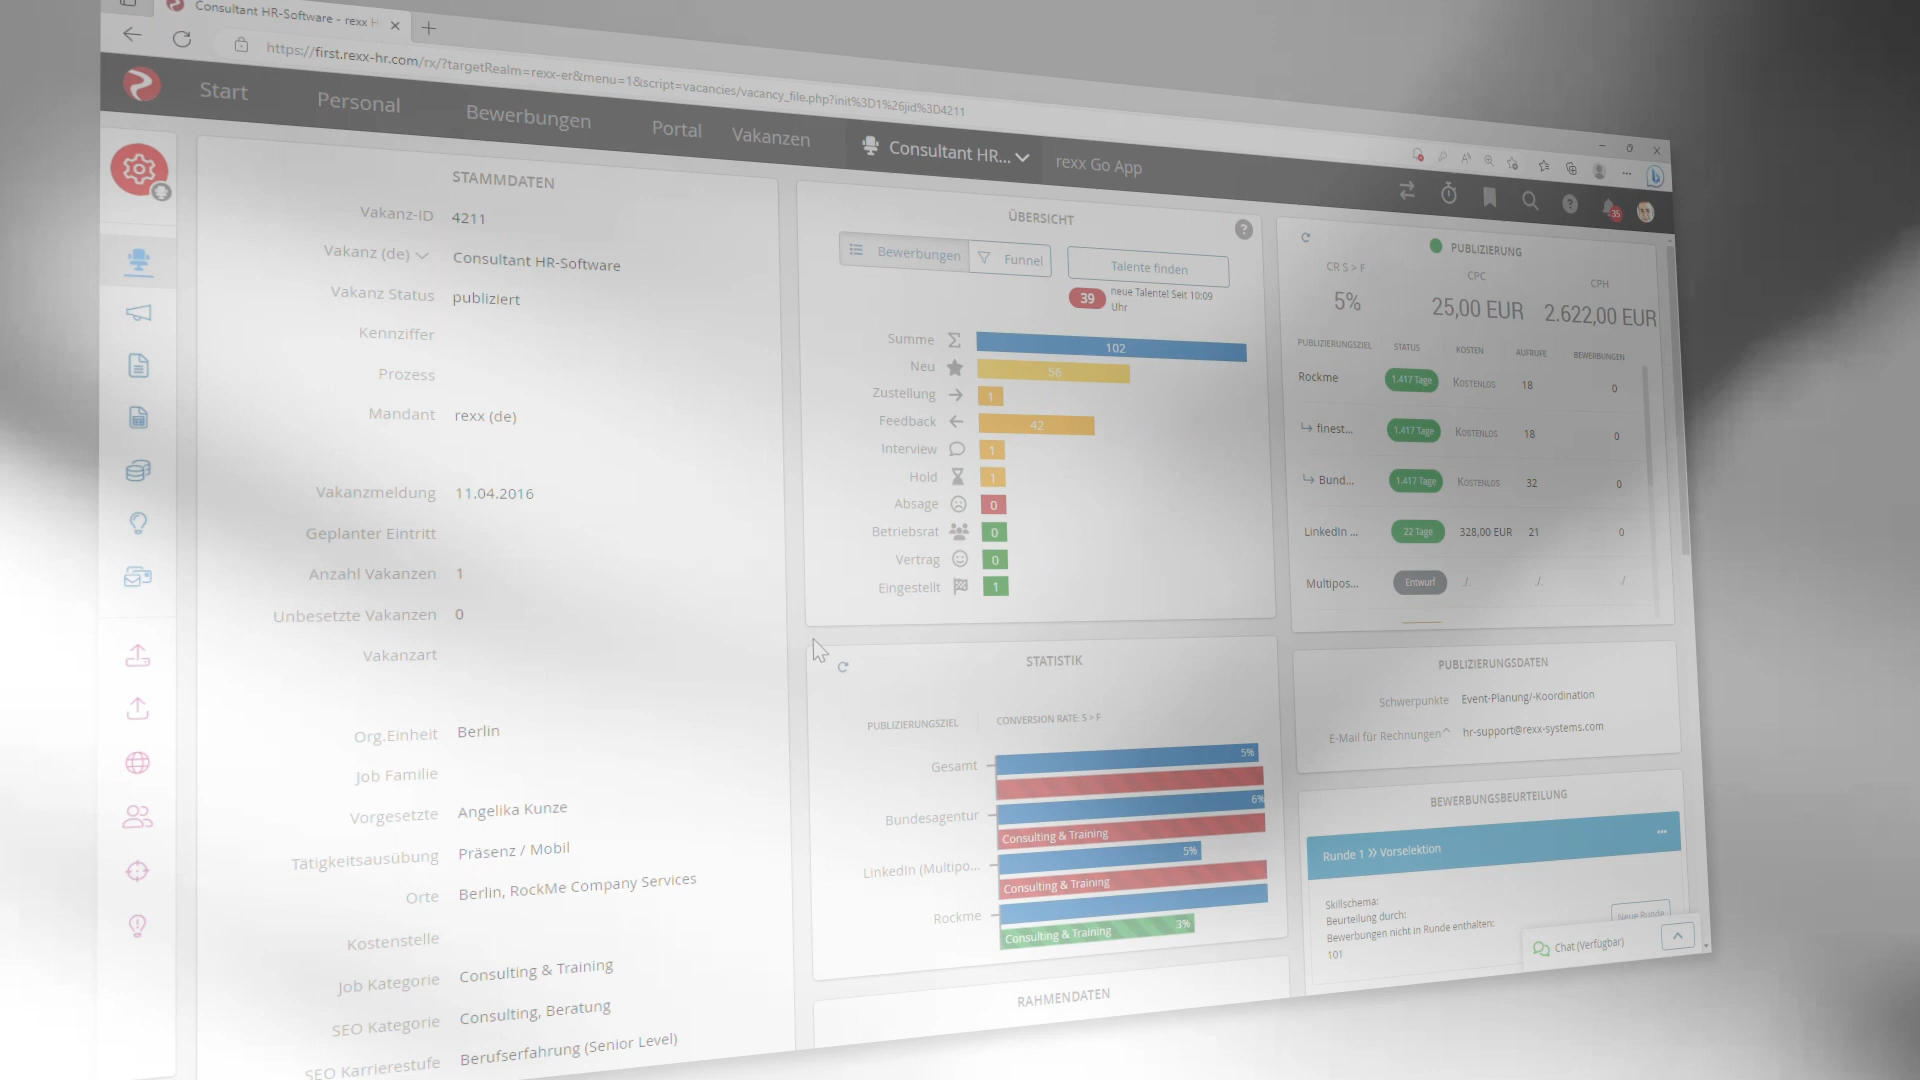 Consultant HR-Software - rexx H
https://first.rexx-hr.com/rx/?targetRealm=rexx-er&menu=1&script=vacancies/vacancy_file.php?init%3D1%26jid%3D4211
Start
Personal
Bewerbungen
Portal
Vakanzen
Consultant HR...
rexx Go App
35
STAMMDATEN
Vakanz-ID 4211
Vakanz (de) Consultant HR-Software
Vakanz Status publiziert
Kennziffer
Prozess
Mandant rexx (de)
Vakanzmeldung 11.04.2016
Geplanter Eintritt
Anzahl Vakanzen 1
Unbesetzte Vakanzen 0
Vakanzart
Org.Einheit Berlin
Job Familie
Vorgesetzte Angelika Kunze
Tätigkeitsausübung Präsenz / Mobil
Orte Berlin, RockMe Company Services
Kostenstelle
Job Kategorie Consulting & Training
SEO Kategorie Consulting, Beratung
SEO Karrierestufe Berufserfahrung (Senior Level)
ÜBERSICHT
?
Bewerbungen Funnel Talente finden
39 neue Talente! Seit 10:09
Uhr
Summe 102
Neu 56
Zustellung 1
Feedback 42
Interview 1
Hold 1
Absage 0
Betriebsrat 0
Vertrag 0
Eingestellt 1
STATISTIK
PUBLIZIERUNGSZIEL CONVERSION RATE: S > F
Gesamt 5%
Bundesagentur 6%
Consulting & Training
LinkedIn (Multipo... 5%
Consulting & Training
Rockme
Consulting & Training 3%
RAHMENDATEN
PUBLIZIERUNG
CR S > F CPC CPH
5% 25,00 EUR 2.622,00 EUR
PUBLIZIERUNGSZIEL STATUS KOSTEN AUFRUFE BEWERBUNGEN
Rockme 1.417 Tage KOSTENLOS 18 0
finest... 1.417 Tage KOSTENLOS 18 0
Bund... 1.417 Tage KOSTENLOS 32 0
LinkedIn ... 22 Tage 328,00 EUR 21 0
Multipos... Entwurf ./. ./. ./
PUBLIZIERUNGSDATEN
Schwerpunkte Event-Planung/-Koordination
E-Mail für Rechnungen^ hr-support@rexx-systems.com
BEWERBUNGSBEURTEILUNG
Runde 1 >> Vorselektion ...
Skillschema:
Beurteilung durch:
Bewerbungen nicht in Runde enthalten:
101
Neue Runde
Chat (Verfügbar)